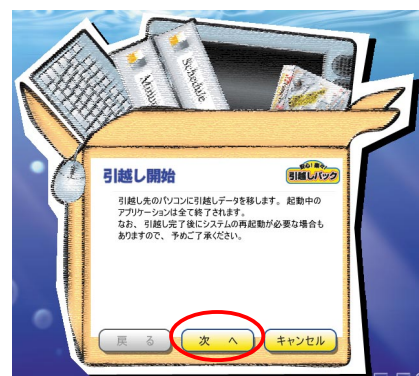 Schedule
引越し開始
安心!簡単!
引越しパック
引越し先のパソコンに引越しデータを移します。 起動中の
アプリケーションは全て終了されます。
なお、 引越し完了後にシステムの再起動が必要な場合も
ありますので、 予めご了承ください。
戻 る
次 へ
キャンセル